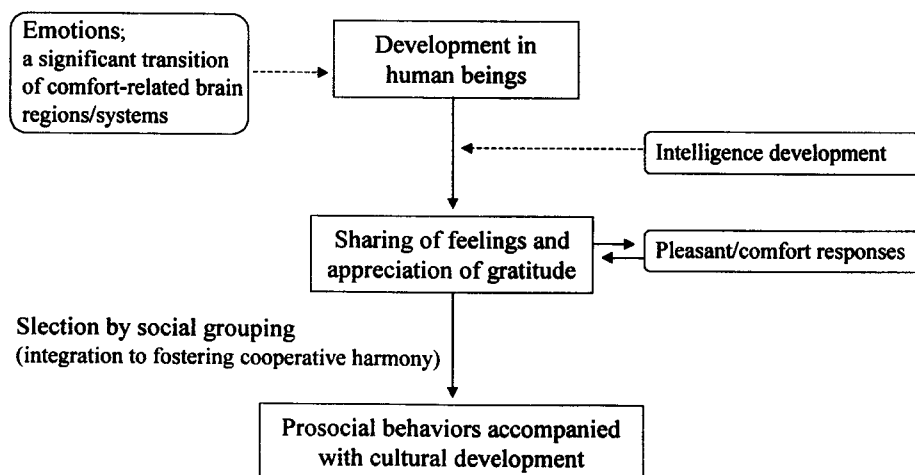 Emotions;
a significant transition
of comfort-related brain
regions/systems
Development in
human beings
Intelligence development
Sharing of feelings and
appreciation of gratitude
Pleasant/comfort responses
Slection by social grouping
(integration to fostering cooperative harmony)
Prosocial behaviors accompanied
with cultural development